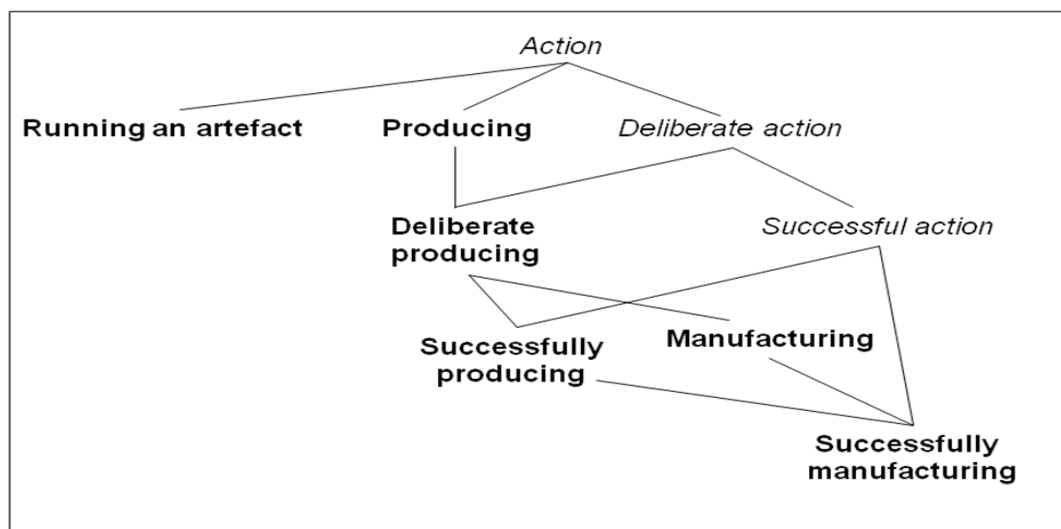 Action
Running an artefact
Producing
Deliberate action
Deliberate
producing
Successful action
Successfully
producing
Manufacturing
Successfully
manufacturing